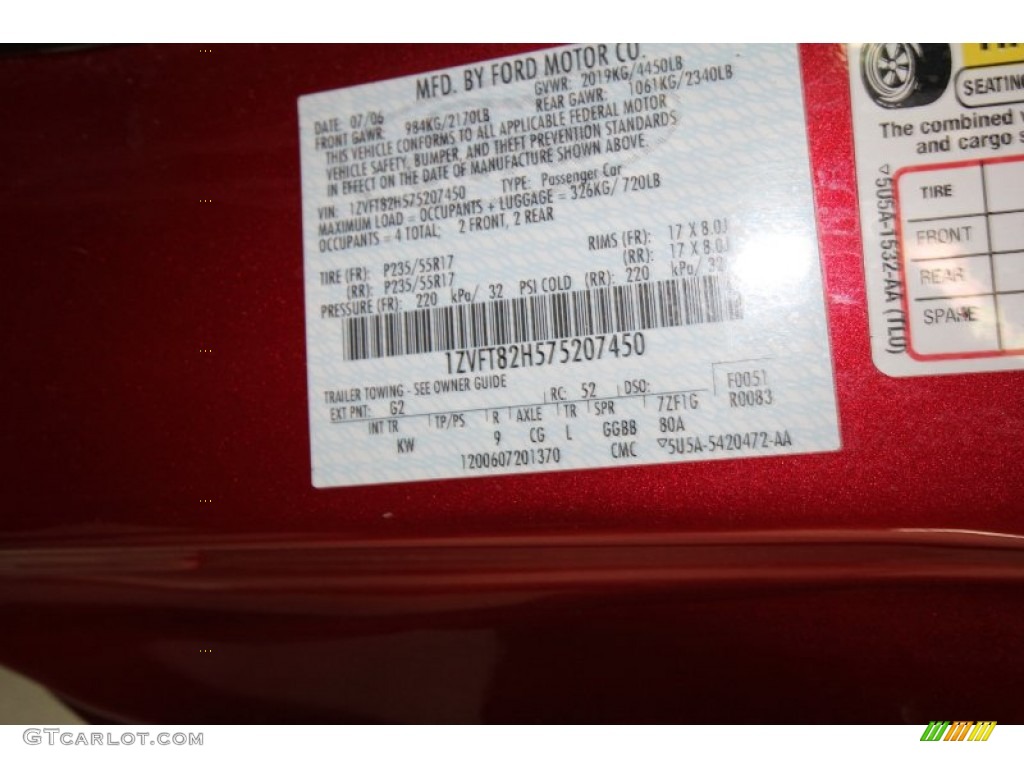 MFD. BY FORD MOTOR CO.
DATE: 07/06 GVWR: 2019KG/4450LB
FRONT GAWR: 984KG/2170LB REAR GAWR: 1061KG/2340LB
THIS VEHICLE CONFORMS TO ALL APPLICABLE FEDERAL MOTOR
VEHICLE SAFETY, BUMPER, AND THEFT PREVENTION STANDARDS
IN EFFECT ON THE DATE OF MANUFACTURE SHOWN ABOVE.
VIN: 1ZVFT82H575207450 TYPE: Passenger Car
MAXIMUM LOAD = OCCUPANTS + LUGGAGE = 326KG/ 720LB
OCCUPANTS = 4 TOTAL; 2 FRONT, 2 REAR
TIRE (FR): P235/55R17 RIMS (FR): 17 X 8.0J
(RR): P235/55R17 (RR): 17 X 8.0J
PRESSURE (FR): 220 kPa/ 32 PSI COLD (RR): 220 kPa/ 32
1ZVFT82H575207450
TRAILER TOWING - SEE OWNER GUIDE
EXT PNT: G2 RC: 52 DSO: F0051
INT TR TP/PS R AXLE TR SPR 7ZF1G R0083
KW 9 CG L GGBB 80A
1200607201370 CMC 5U5A-5420472-AA
SEATING
The combined
and cargo
TIRE
FRONT
REAR
SPARE
5U5A-1532-AA (TL0)
GTcarlot.com